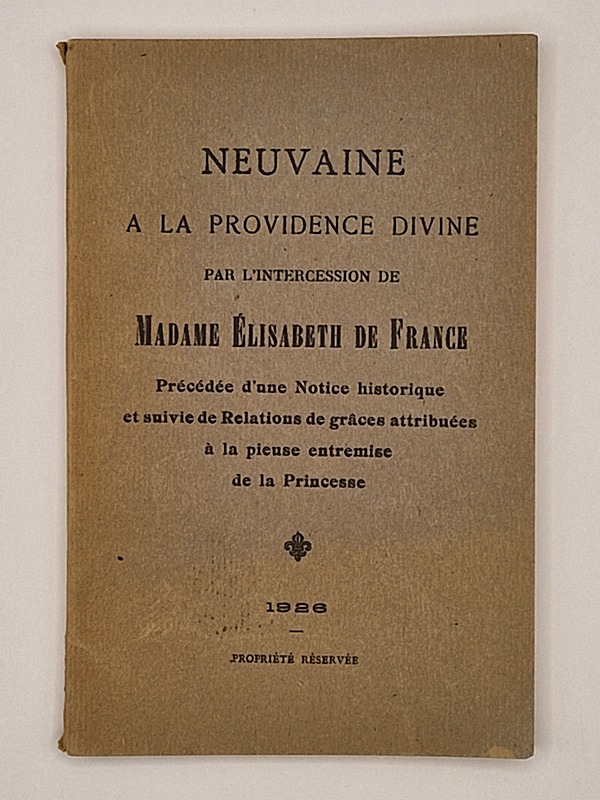 NEUVAINE
A LA PROVIDENCE DIVINE
PAR L'INTERCESSION DE
MADAME ÉLISABETH DE FRANCE
Précédée d'une Notice historique
et suivie de Relations de grâces attribuées
à la pieuse entremise
de la Princesse
1926
PROPRIÉTÉ RÉSERVÉE